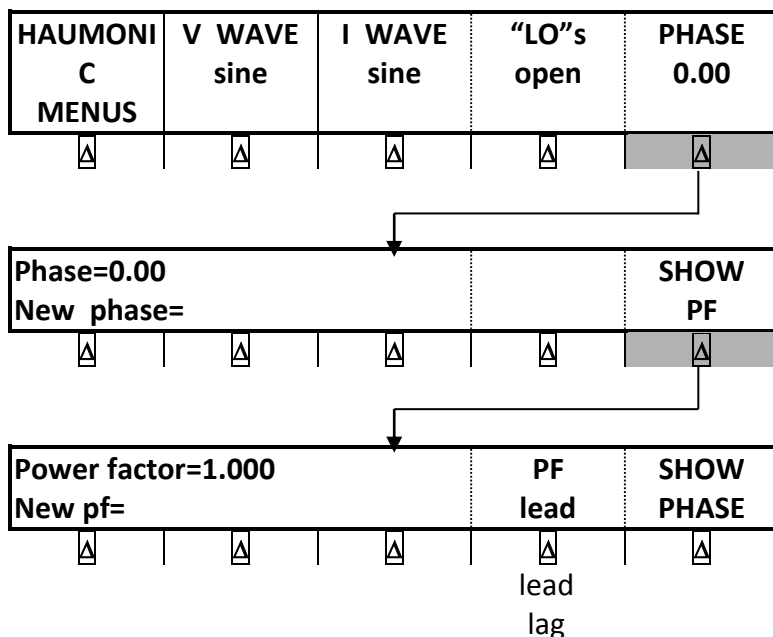 HAUMONI V WAVE I WAVE “LO”s PHASE
C sine sine open 0.00
MENUS
Δ Δ Δ Δ Δ
Phase=0.00 SHOW
New phase= PF
Δ Δ Δ Δ Δ
Power factor=1.000 PF SHOW
New pf= lead PHASE
Δ Δ Δ Δ Δ
lead
lag